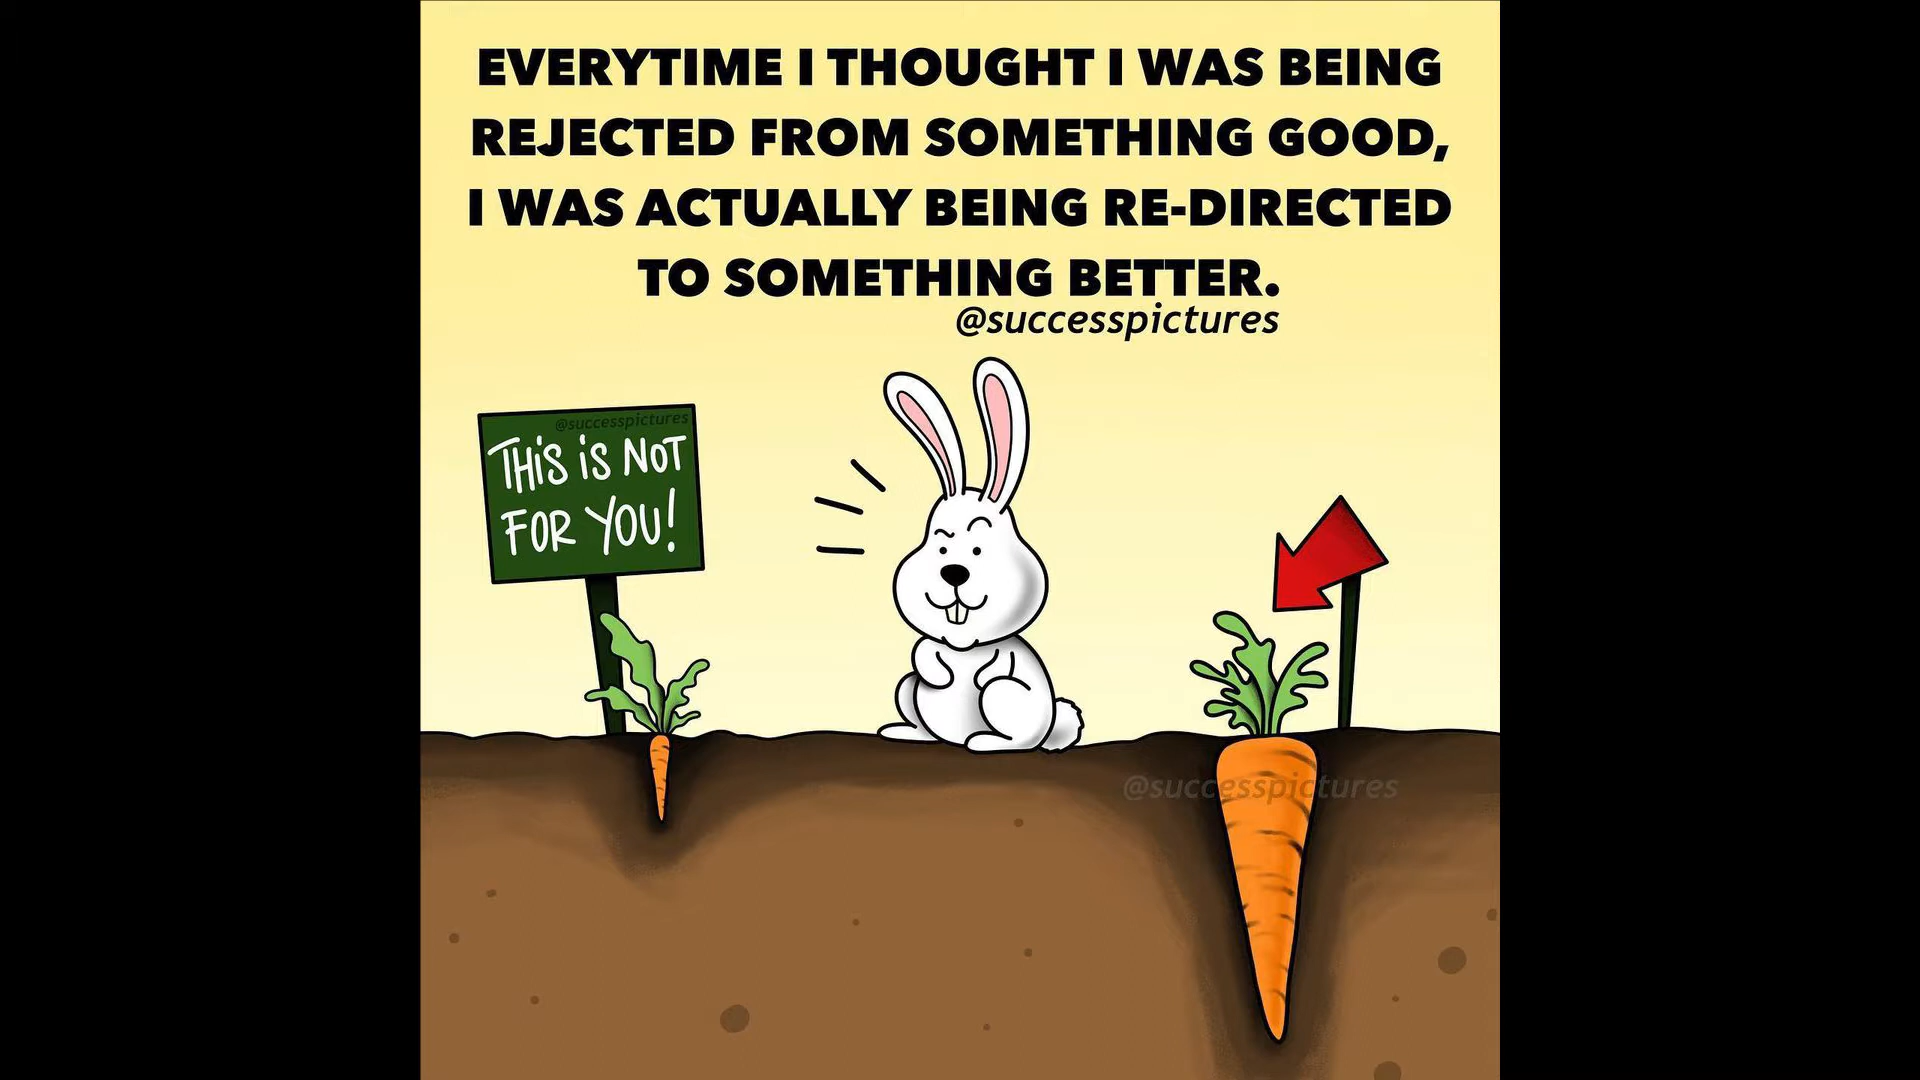 EVERYTIME I THOUGHT I WAS BEING
REJECTED FROM SOMETHING GOOD,
I WAS ACTUALLY BEING RE-DIRECTED
TO SOMETHING BETTER.
@successpictures
@successpictures
THIS IS NOT
FOR YOU!
@successpictures